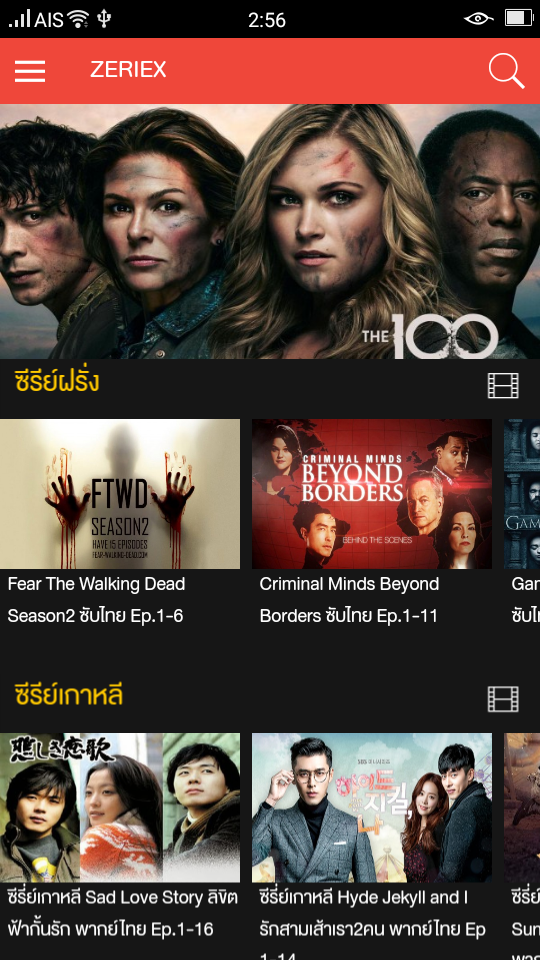 AIS 2:56
ZERIEX
THE 100
ซีรีย์ฝรั่ง
FTWD
SEASON2
HAVE 15 EPISODES
FEAR-WALKING-DEAD.COM
CRIMINAL MINDS
BEYOND
BORDERS
BEHIND THE SCENES
GAM
Fear The Walking Dead
Season2 ซับไทย Ep.1-6
Criminal Minds Beyond
Borders ซับไทย Ep.1-11
Gar
ซับไ
ซีรีย์เกาหลี
悲しき恋歌
하이드
지킬,
나
ซีรี่ย์เกาหลี Sad Love Story ลิขิต
ฟ้ากั้นรัก พากย์ไทย Ep.1-16
ซีรี่ย์เกาหลี Hyde Jekyll and I
รักสามเส้าเรา2คน พากย์ไทย Ep
1-14
ซีรี่ย์
Sun